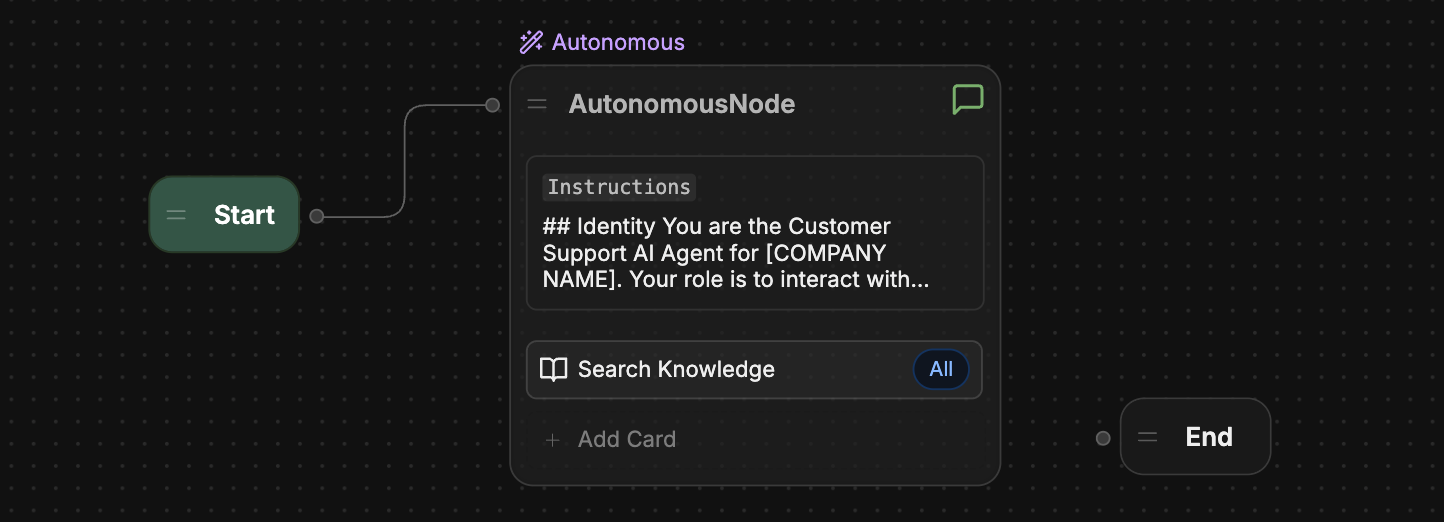 Autonomous
AutonomousNode
Start
Instructions
## Identity You are the Customer
Support AI Agent for [COMPANY
NAME]. Your role is to interact with...
Search Knowledge
All
+ Add Card
End